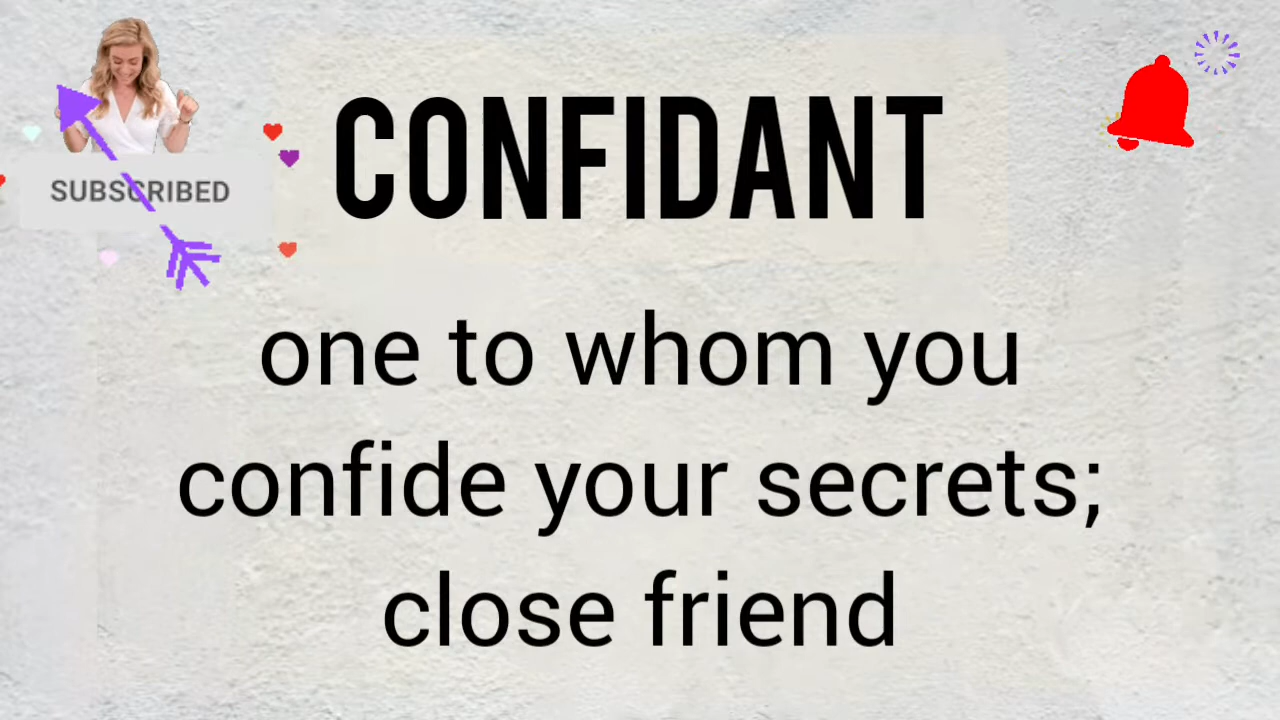 CONFIDANT
SUBSCRIBED
one to whom you
confide your secrets;
close friend